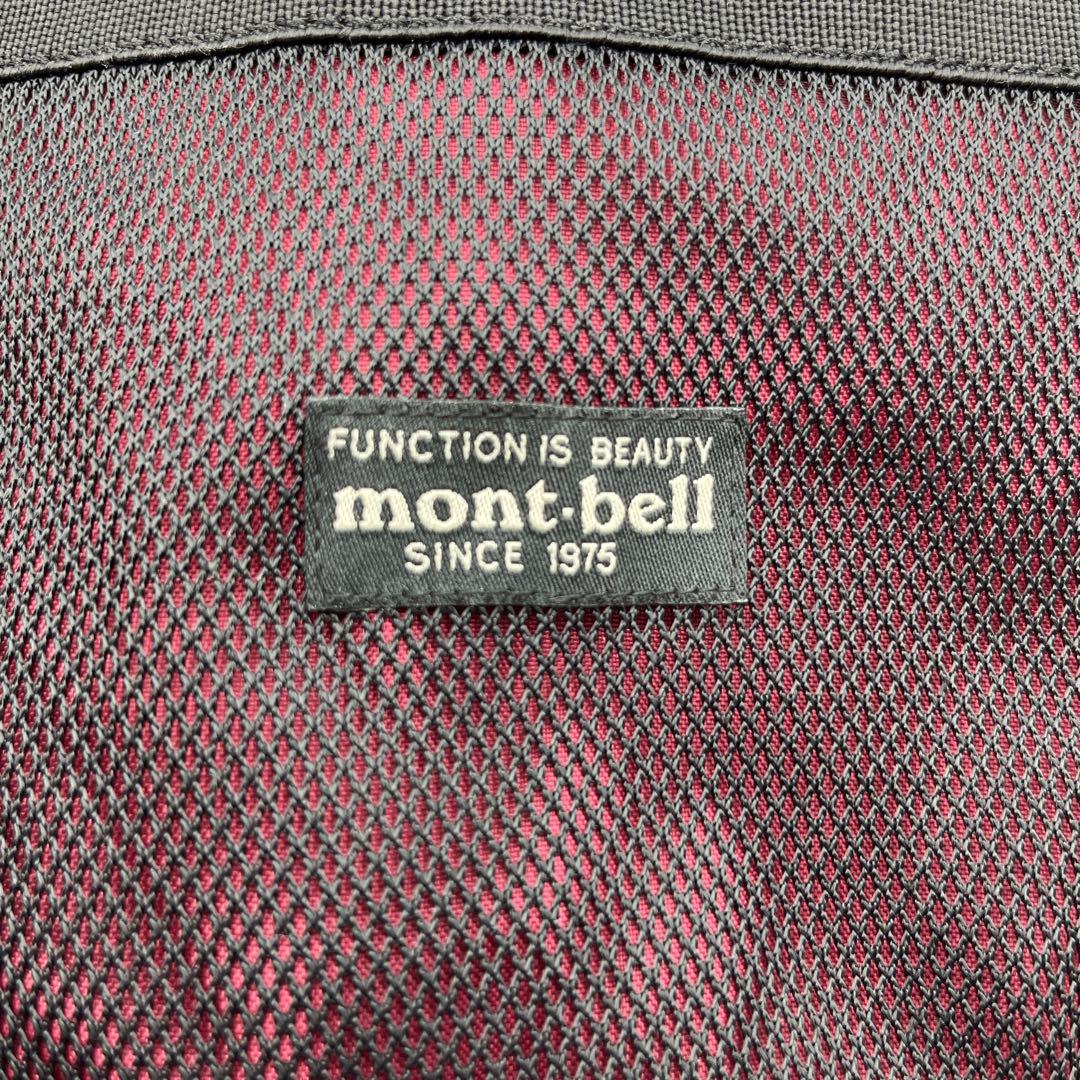 FUNCTION IS BEAUTY
mont-bell
SINCE 1975